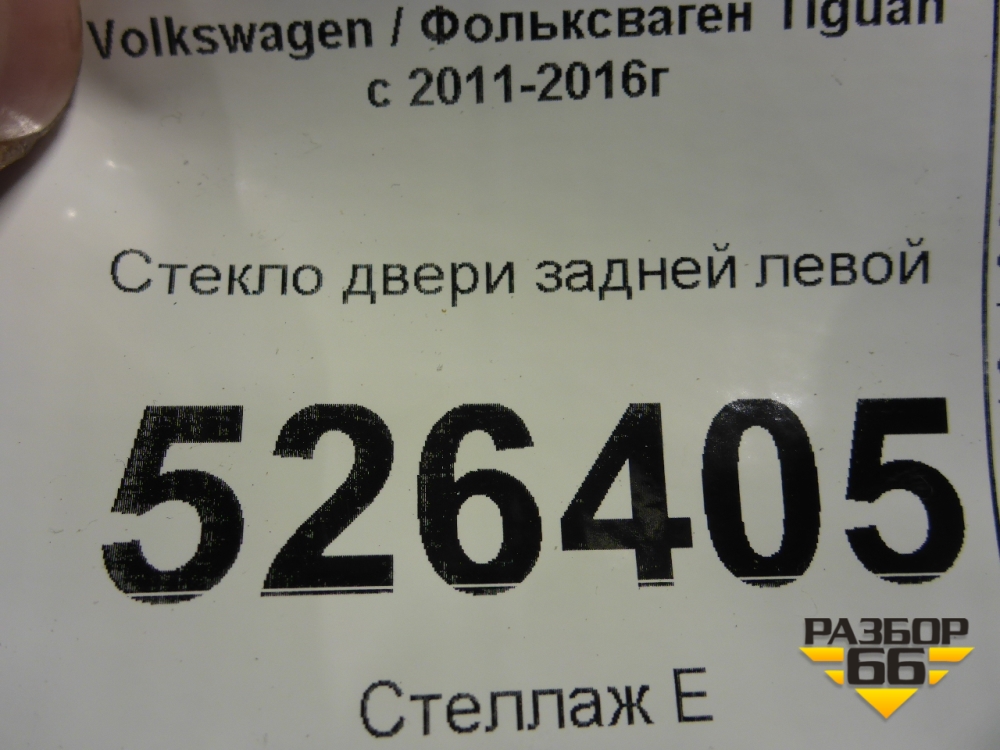 Volkswagen / Фольксваген Tiguan
с 2011-2016г
Стекло двери задней левой
526405
Стеллаж Е
РАЗБОР
66